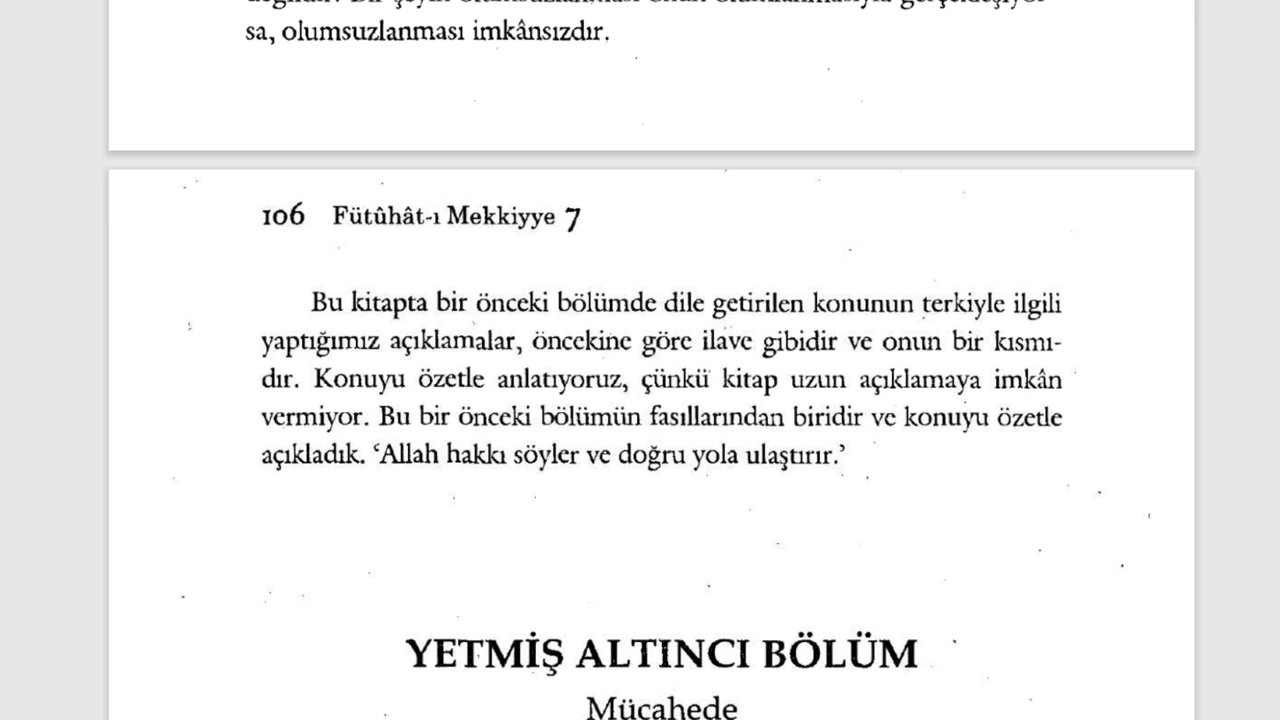 sa, olumsuzlanması imkânsızdır.
106 Fütûhât-ı Mekkiyye 7
Bu kitapta bir önceki bölümde dile getirilen konunun terkiyle ilgili
yaptığımız açıklamalar, öncekine göre ilave gibidir ve onun bir kısmı-
dır. Konuyu özetle anlatıyoruz, çünkü kitap uzun açıklamaya imkân
vermiyor. Bu bir önceki bölümün fasıllarından biridir ve konuyu özetle
açıkladık. ‘Allah hakkı söyler ve doğru yola ulaştırır.’
YETMİŞ ALTINCI BÖLÜM
Mücahede